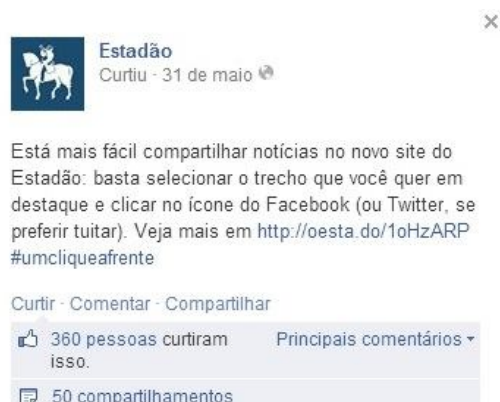 Estadão
Curtiu · 31 de maio
Está mais fácil compartilhar notícias no novo site do
Estadão: basta selecionar o trecho que você quer em
destaque e clicar no ícone do Facebook (ou Twitter, se
preferir tuitar). Veja mais em http://oesta.do/1oHzARP
#umcliqueafrente
Curtir · Comentar · Compartilhar
360 pessoas curtiram isso.
Principais comentários
50 compartilhamentos